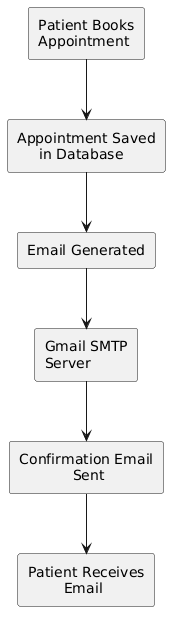 Patient Books
Appointment
Appointment Saved
in Database
Email Generated
Gmail SMTP
Server
Confirmation Email
Sent
Patient Receives
Email